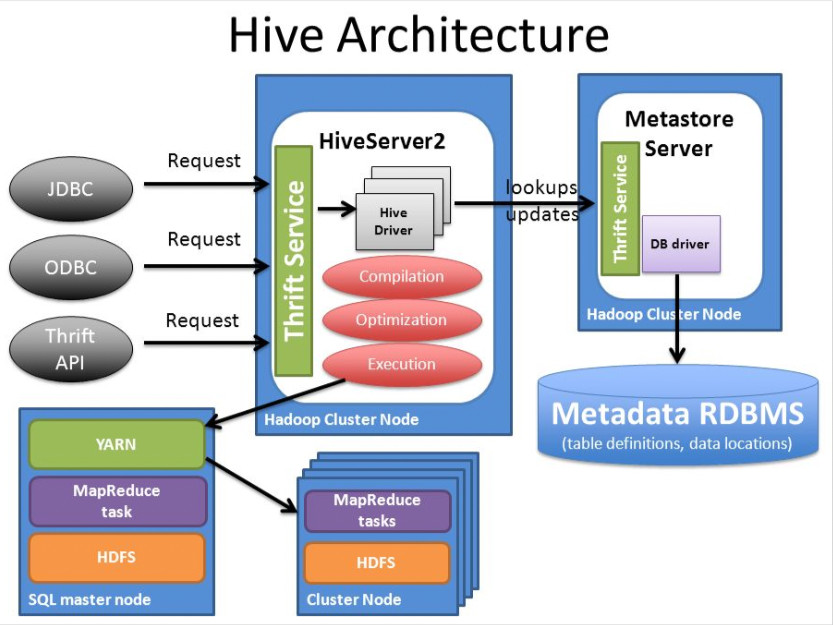 Hive Architecture
JDBC
ODBC
Thrift
API
Request
Request
Request
HiveServer2
Thrift Service
Hive
Driver
Compilation
Optimization
Execution
Hadoop Cluster Node
lookups
updates
Metastore
Server
Thrift Service
DB driver
Hadoop Cluster Node
Metadata RDBMS
(table definitions, data locations)
YARN
MapReduce
task
HDFS
SQL master node
MapReduce
tasks
HDFS
Cluster Node